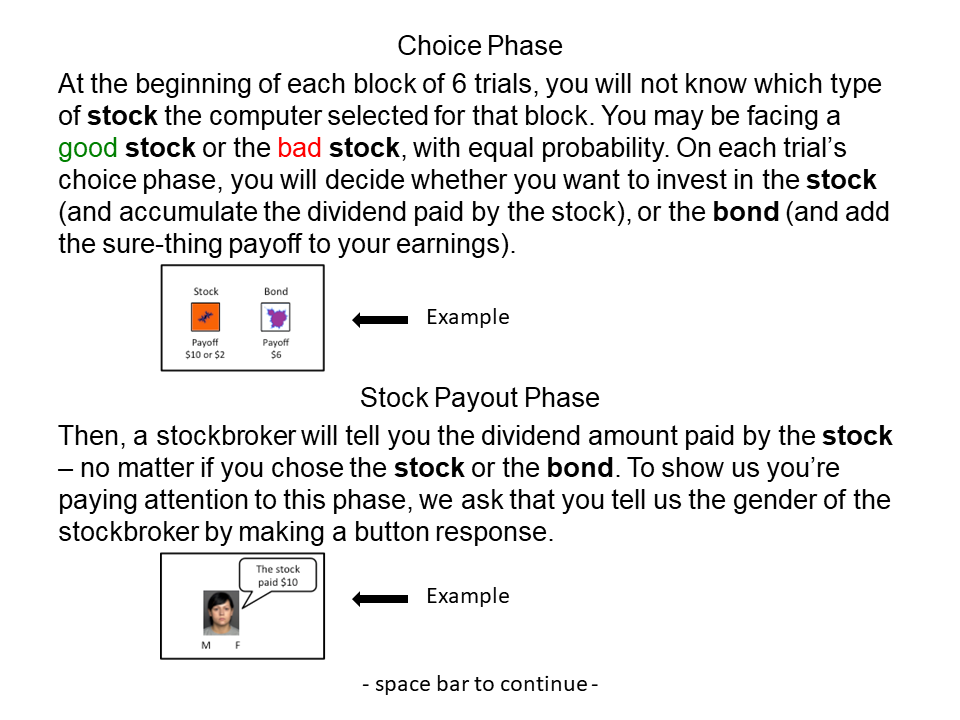 Choice Phase
At the beginning of each block of 6 trials, you will not know which type
of stock the computer selected for that block. You may be facing a
good stock or the bad stock, with equal probability. On each trial’s
choice phase, you will decide whether you want to invest in the stock
(and accumulate the dividend paid by the stock), or the bond (and add
the sure-thing payoff to your earnings).
Stock Bond
Payoff Payoff
$10 or $2 $6
Example
Stock Payout Phase
Then, a stockbroker will tell you the dividend amount paid by the stock
– no matter if you chose the stock or the bond. To show us you’re
paying attention to this phase, we ask that you tell us the gender of the
stockbroker by making a button response.
The stock
paid $10
M F
Example
- space bar to continue -